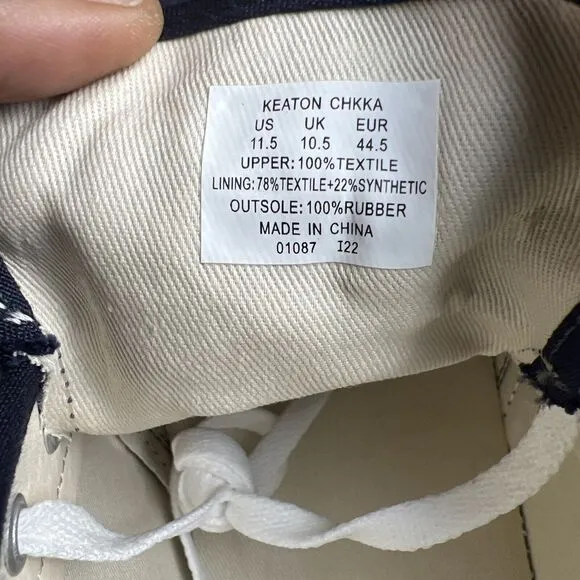 KEATON CHKKA
US UK EUR
11.5 10.5 44.5
UPPER:100%TEXTILE
LINING:78%TEXTILE+22%SYNTHETIC
OUTSOLE:100%RUBBER
MADE IN CHINA
01087 I22